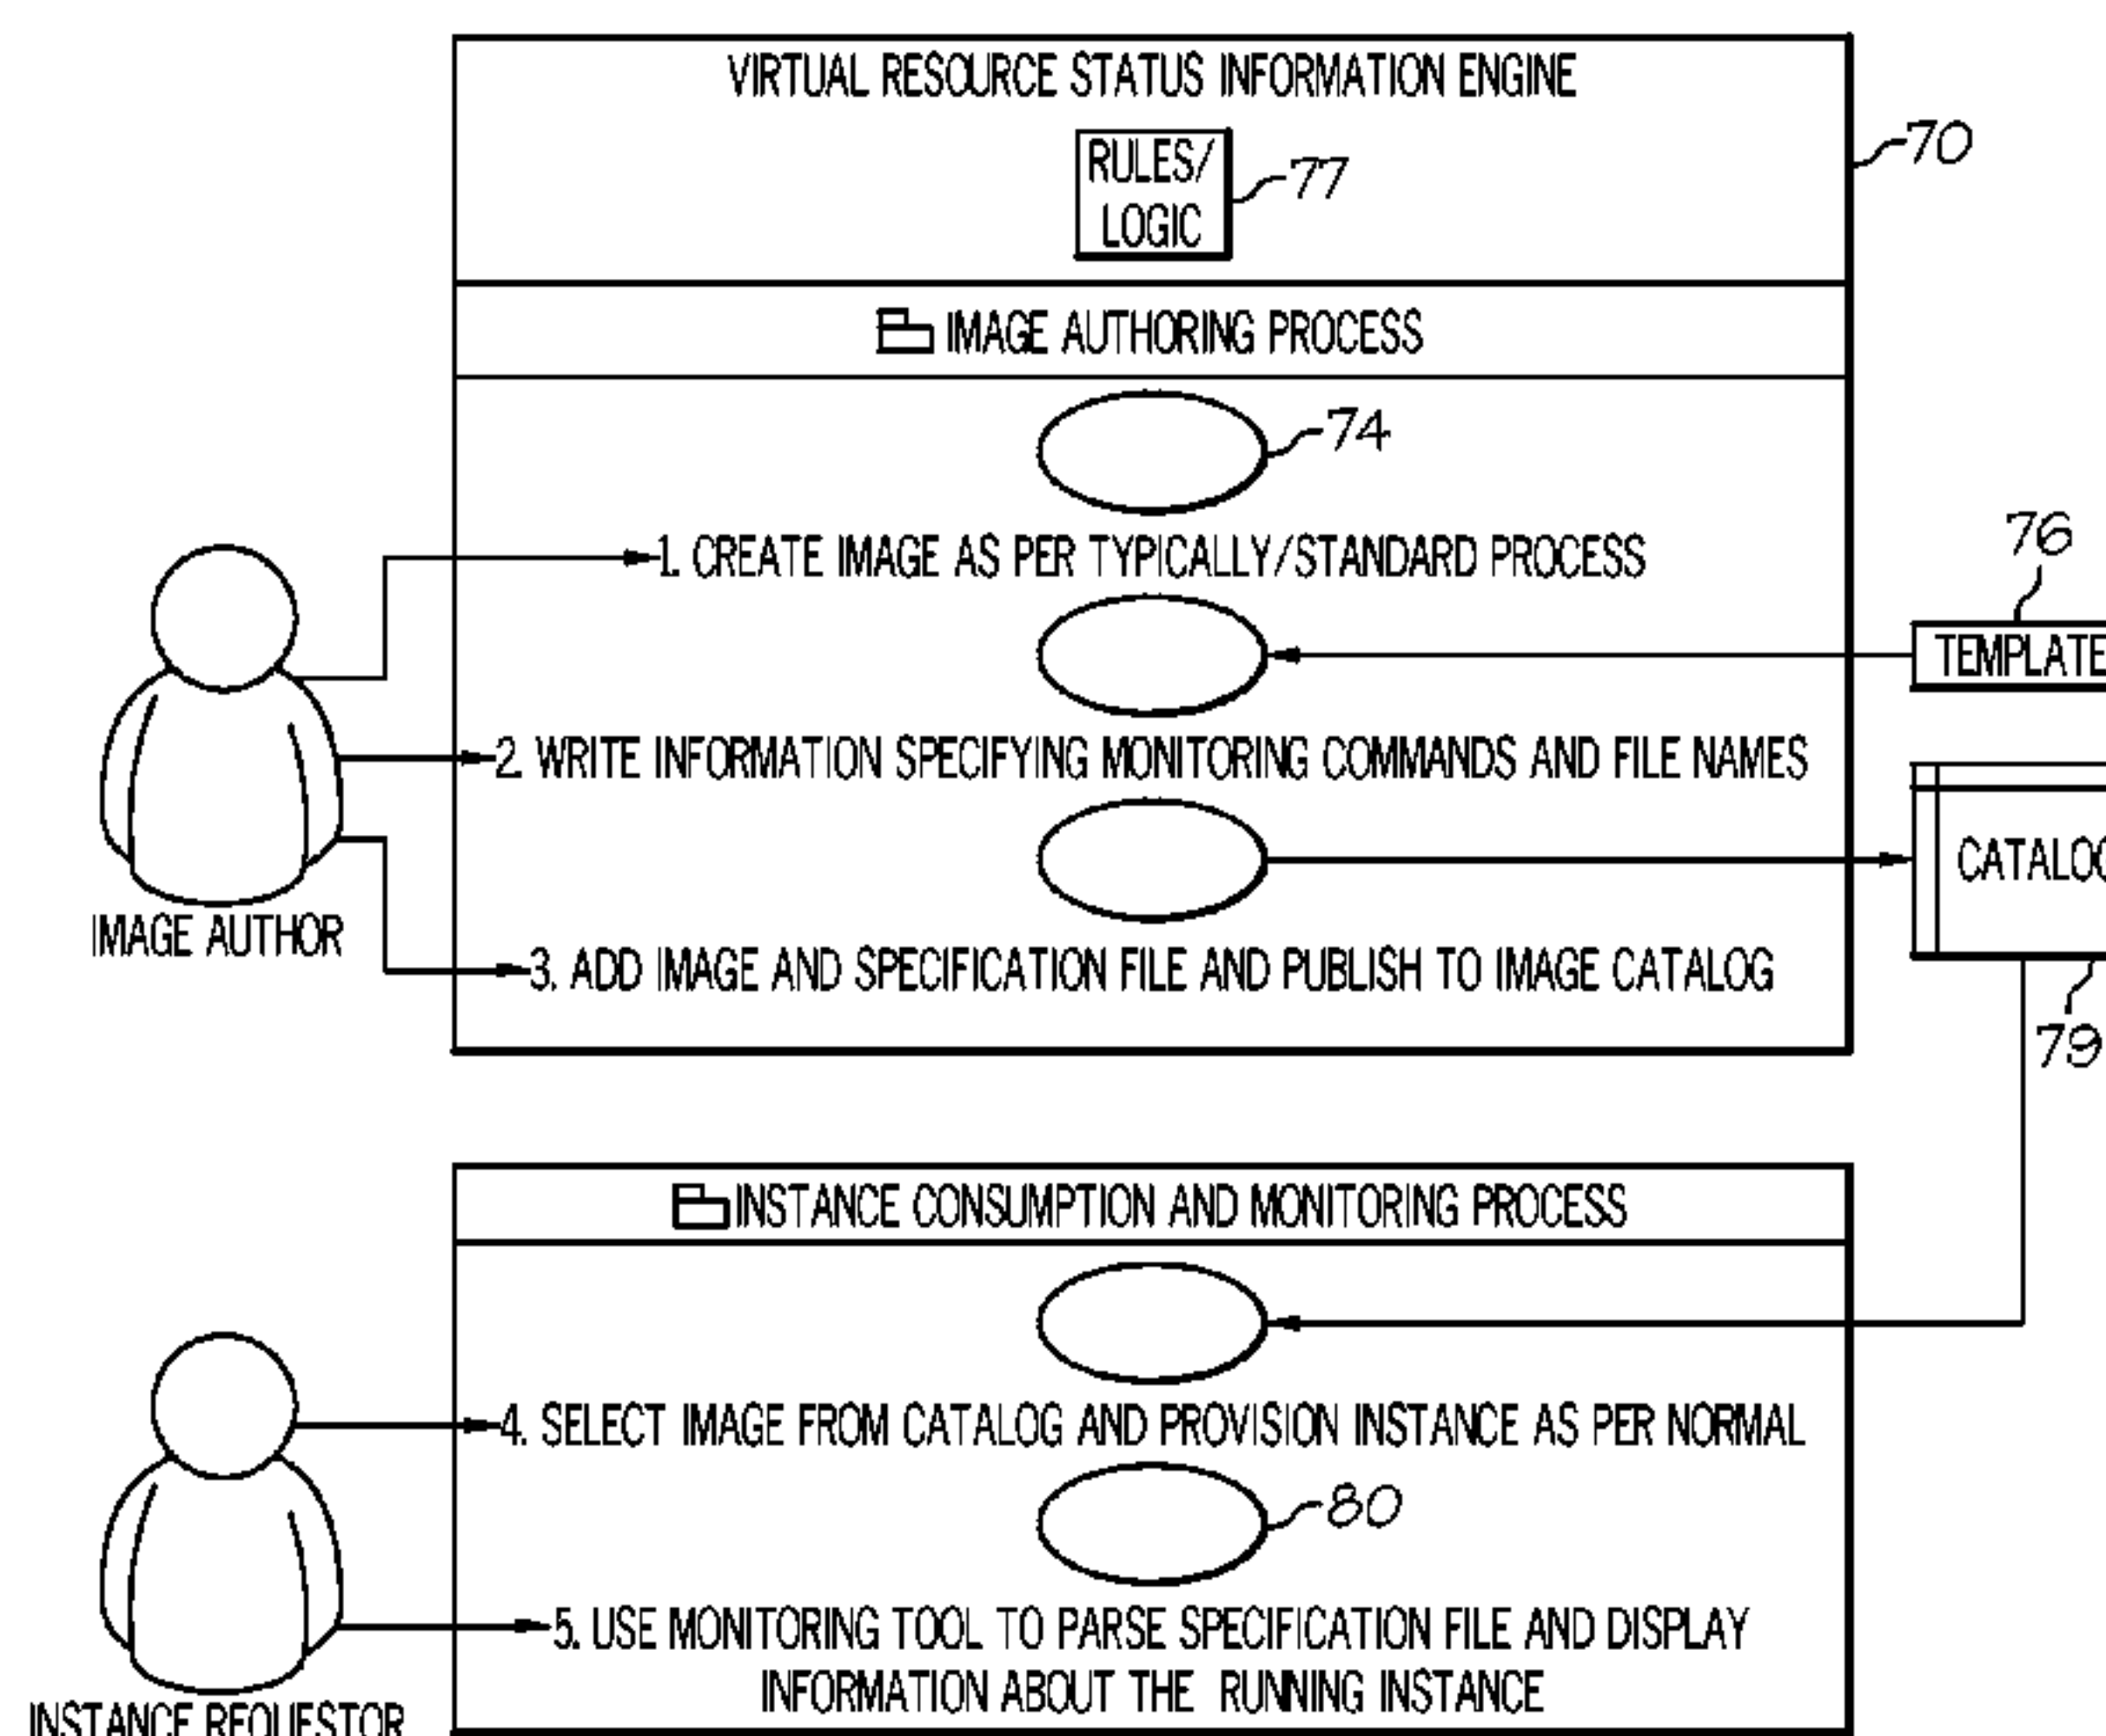 VIRTUAL RESOURCE STATUS INFORMATION ENGINE
RULES/
LOGIC
77
70
IMAGE AUTHORING PROCESS
74
1. CREATE IMAGE AS PER TYPICALLY/STANDARD PROCESS
76
TEMPLATE
2. WRITE INFORMATION SPECIFYING MONITORING COMMANDS AND FILE NAMES
CATALOG
IMAGE AUTHOR
3. ADD IMAGE AND SPECIFICATION FILE AND PUBLISH TO IMAGE CATALOG
79
INSTANCE CONSUMPTION AND MONITORING PROCESS
4. SELECT IMAGE FROM CATALOG AND PROVISION INSTANCE AS PER NORMAL
80
5. USE MONITORING TOOL TO PARSE SPECIFICATION FILE AND DISPLAY
INFORMATION ABOUT THE RUNNING INSTANCE
INSTANCE REQUESTOR